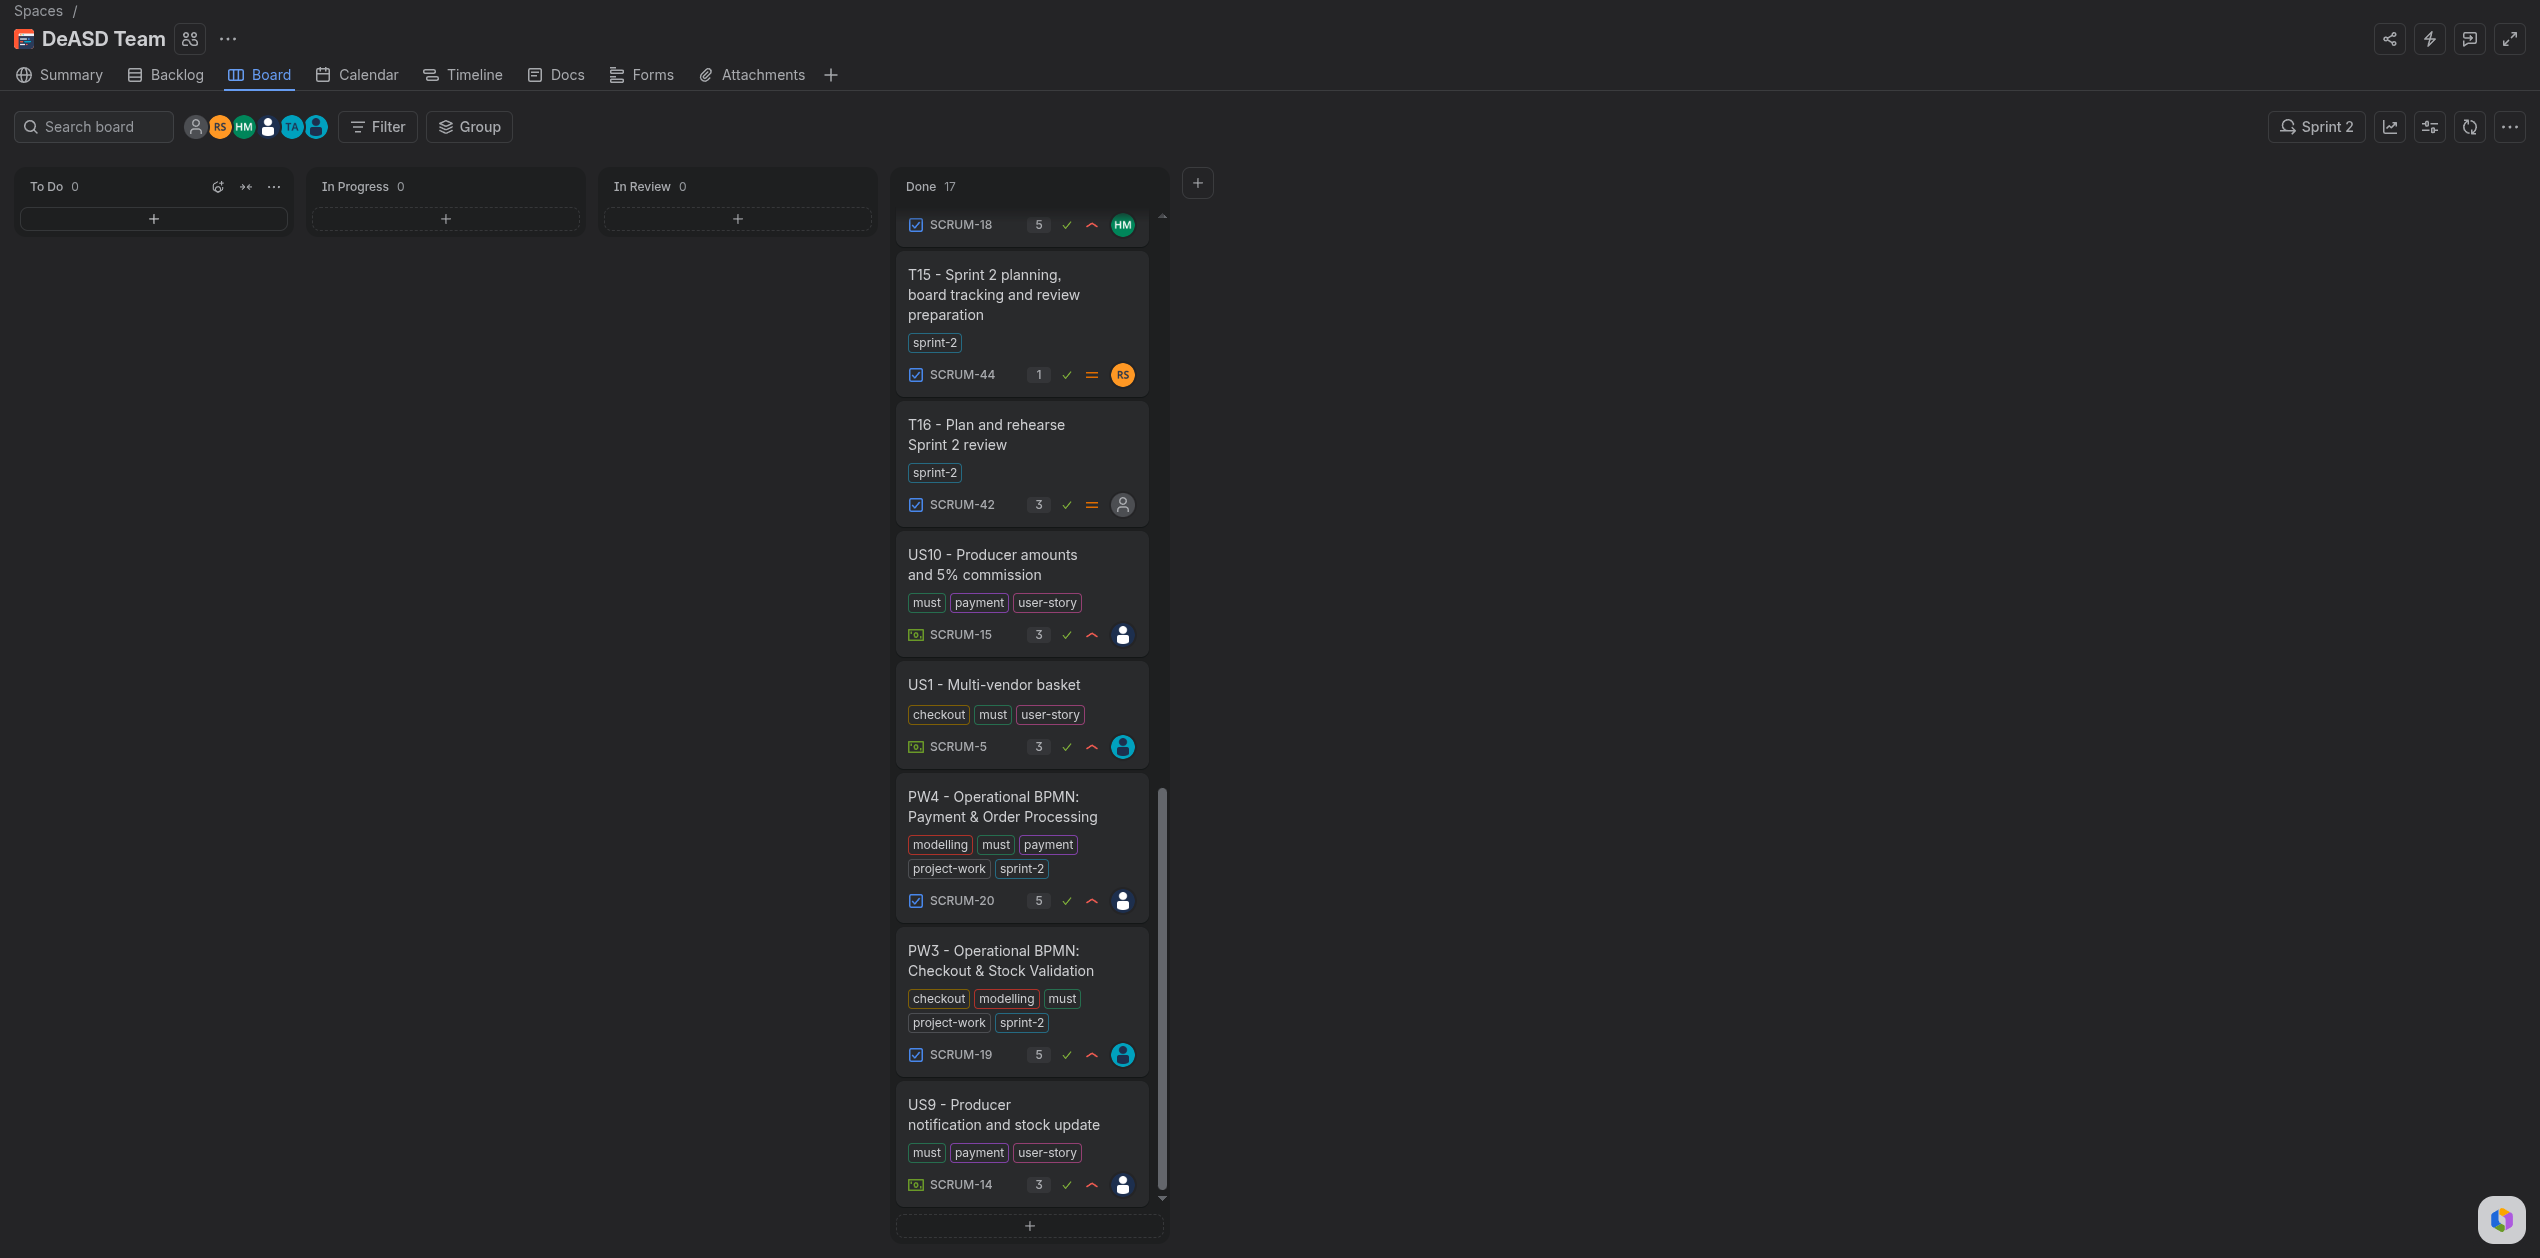 Spaces /
DeASD Team
Summary Backlog Board Calendar Timeline Docs Forms Attachments
Search board RS HM TA Filter Group Sprint 2
To Do 0
In Progress 0
In Review 0
Done 17
SCRUM-18 5 HM
T15 - Sprint 2 planning,
board tracking and review
preparation
sprint-2
SCRUM-44 1 RS
T16 - Plan and rehearse
Sprint 2 review
sprint-2
SCRUM-42 3
US10 - Producer amounts
and 5% commission
must payment user-story
SCRUM-15 3
US1 - Multi-vendor basket
checkout must user-story
SCRUM-5 3
PW4 - Operational BPMN:
Payment & Order Processing
modelling must payment
project-work sprint-2
SCRUM-20 5
PW3 - Operational BPMN:
Checkout & Stock Validation
checkout modelling must
project-work sprint-2
SCRUM-19 5
US9 - Producer
notification and stock update
must payment user-story
SCRUM-14 3